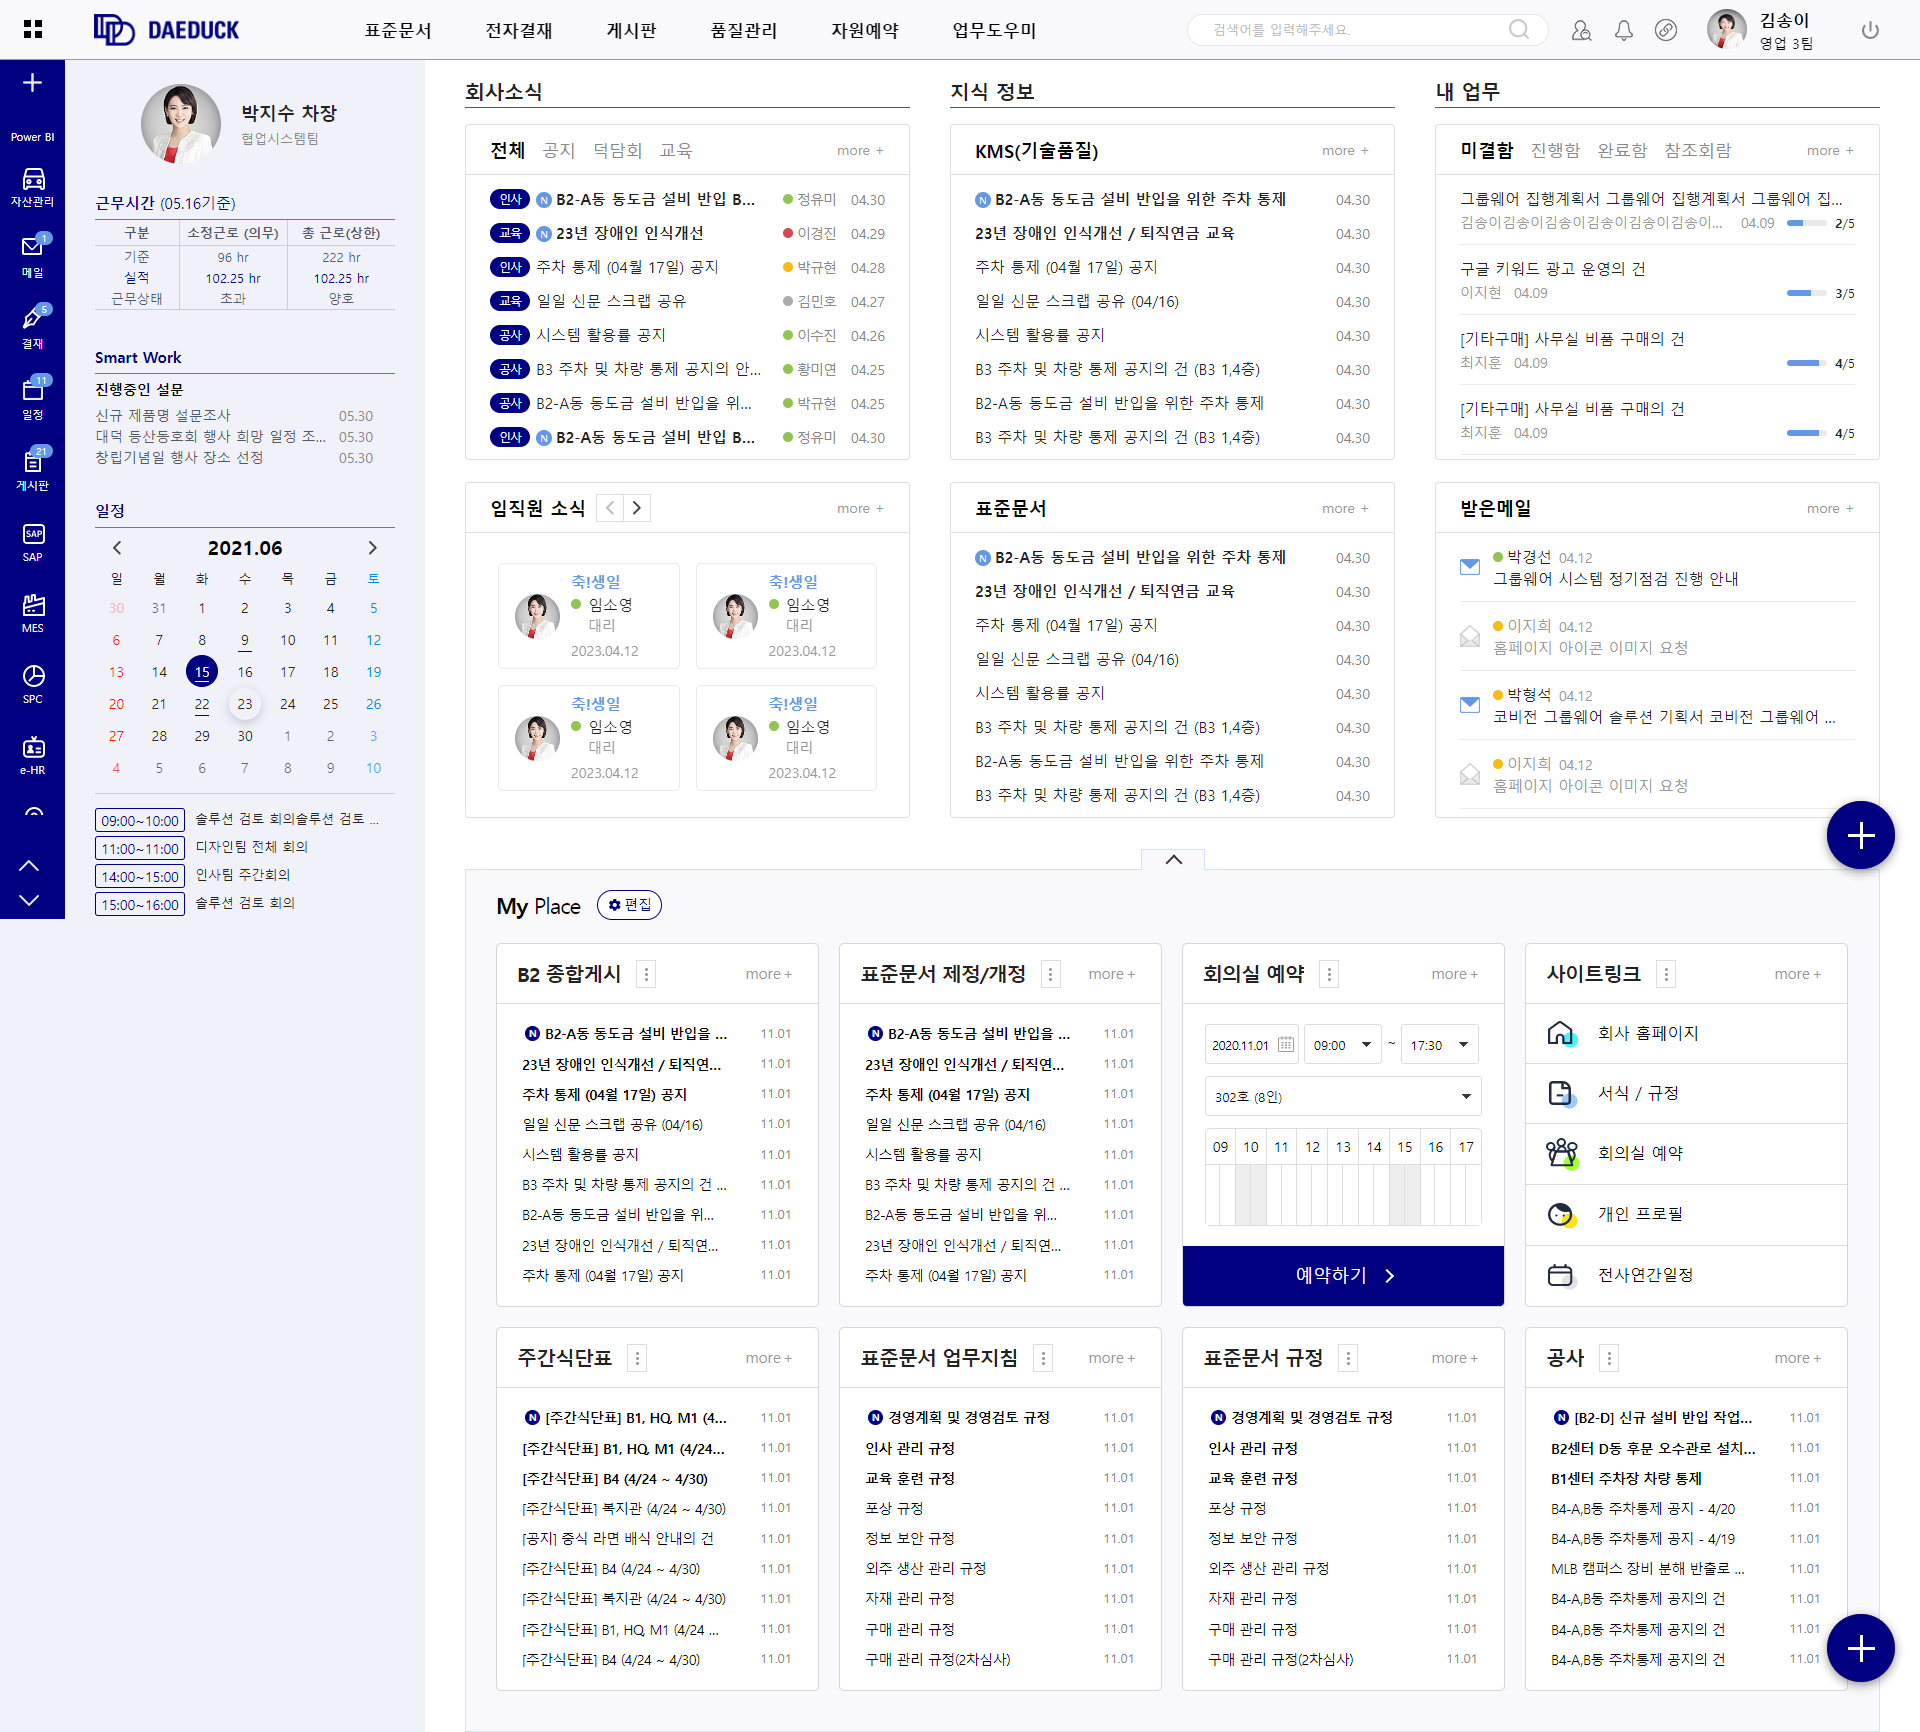 DAEDUCK
표준문서 전자결재 게시판 품질관리 자원예약 업무도우미
검색어를 입력해주세요.
김송이
영업 3팀
Power BI
자산관리
1
메일
5
결재
11
일정
21
게시판
SAP
SAP
MES
SPC
e-HR
박지수 차장
협업시스템팀
근무시간 (05.16기준)
구분 소정근로 (의무) 총 근로(상한)
기준 96 hr 222 hr
실적 102.25 hr 102.25 hr
근무상태 초과 양호
Smart Work
진행중인 설문
신규 제품명 설문조사 05.30
대덕 등산동호회 행사 희망 일정 조... 05.30
창립기념일 행사 장소 선정 05.30
일정
2021.06
일 월 화 수 목 금 토
30 31 1 2 3 4 5
6 7 8 9 10 11 12
13 14 15 16 17 18 19
20 21 22 23 24 25 26
27 28 29 30 1 2 3
4 5 6 7 8 9 10
09:00~10:00 솔루션 검토 회의솔루션 검토 ...
11:00~11:00 디자인팀 전체 회의
14:00~15:00 인사팀 주간회의
15:00~16:00 솔루션 검토 회의
회사소식
전체 공지 덕담회 교육 more +
인사 N B2-A동 동도금 설비 반입 B... 정유미 04.30
교육 N 23년 장애인 인식개선 이경진 04.29
인사 주차 통제 (04월 17일) 공지 박규현 04.28
교육 일일 신문 스크랩 공유 김민호 04.27
공사 시스템 활용률 공지 이수진 04.26
공사 B3 주차 및 차량 통제 공지의 안... 황미연 04.25
공사 B2-A동 동도금 설비 반입을 위... 박규현 04.25
인사 N B2-A동 동도금 설비 반입 B... 정유미 04.30
지식 정보
KMS(기술품질) more +
N B2-A동 동도금 설비 반입을 위한 주차 통제 04.30
23년 장애인 인식개선 / 퇴직연금 교육 04.30
주차 통제 (04월 17일) 공지 04.30
일일 신문 스크랩 공유 (04/16) 04.30
시스템 활용률 공지 04.30
B3 주차 및 차량 통제 공지의 건 (B3 1,4층) 04.30
B2-A동 동도금 설비 반입을 위한 주차 통제 04.30
B3 주차 및 차량 통제 공지의 건 (B3 1,4층) 04.30
내 업무
미결함 진행함 완료함 참조회람 more +
그룹웨어 집행계획서 그룹웨어 집행계획서 그룹웨어 집...
김송이김송이김송이김송이김송이김송이... 04.09 2/5
구글 키워드 광고 운영의 건
이지현 04.09 3/5
[기타구매] 사무실 비품 구매의 건
최지훈 04.09 4/5
[기타구매] 사무실 비품 구매의 건
최지훈 04.09 4/5
임직원 소식 more +
축!생일
임소영
대리
2023.04.12
축!생일
임소영
대리
2023.04.12
축!생일
임소영
대리
2023.04.12
축!생일
임소영
대리
2023.04.12
표준문서 more +
N B2-A동 동도금 설비 반입을 위한 주차 통제 04.30
23년 장애인 인식개선 / 퇴직연금 교육 04.30
주차 통제 (04월 17일) 공지 04.30
일일 신문 스크랩 공유 (04/16) 04.30
시스템 활용률 공지 04.30
B3 주차 및 차량 통제 공지의 건 (B3 1,4층) 04.30
B2-A동 동도금 설비 반입을 위한 주차 통제 04.30
B3 주차 및 차량 통제 공지의 건 (B3 1,4층) 04.30
받은메일 more +
박경선 04.12
그룹웨어 시스템 정기점검 진행 안내
이지희 04.12
홈페이지 아이콘 이미지 요청
박형석 04.12
코비전 그룹웨어 솔루션 기획서 코비전 그룹웨어 ...
이지희 04.12
홈페이지 아이콘 이미지 요청
My Place 편집
B2 종합게시 more +
N B2-A동 동도금 설비 반입을 ... 11.01
23년 장애인 인식개선 / 퇴직연... 11.01
주차 통제 (04월 17일) 공지 11.01
일일 신문 스크랩 공유 (04/16) 11.01
시스템 활용률 공지 11.01
B3 주차 및 차량 통제 공지의 건 ... 11.01
B2-A동 동도금 설비 반입을 위... 11.01
23년 장애인 인식개선 / 퇴직연... 11.01
주차 통제 (04월 17일) 공지 11.01
표준문서 제정/개정 more +
N B2-A동 동도금 설비 반입을 ... 11.01
23년 장애인 인식개선 / 퇴직연... 11.01
주차 통제 (04월 17일) 공지 11.01
일일 신문 스크랩 공유 (04/16) 11.01
시스템 활용률 공지 11.01
B3 주차 및 차량 통제 공지의 건 ... 11.01
B2-A동 동도금 설비 반입을 위... 11.01
23년 장애인 인식개선 / 퇴직연... 11.01
주차 통제 (04월 17일) 공지 11.01
회의실 예약 more +
2020.11.01 09:00 ~ 17:30
302호 (8인)
09 10 11 12 13 14 15 16 17
예약하기
사이트링크 more +
회사 홈페이지
서식 / 규정
회의실 예약
개인 프로필
전사연간일정
주간식단표 more +
N [주간식단표] B1, HQ, M1 (4... 11.01
[주간식단표] B1, HQ, M1 (4/24... 11.01
[주간식단표] B4 (4/24 ~ 4/30) 11.01
[주간식단표] 복지관 (4/24 ~ 4/30) 11.01
[공지] 중식 라면 배식 안내의 건 11.01
[주간식단표] B4 (4/24 ~ 4/30) 11.01
[주간식단표] 복지관 (4/24 ~ 4/30) 11.01
[주간식단표] B1, HQ, M1 (4/24 ... 11.01
[주간식단표] B4 (4/24 ~ 4/30) 11.01
표준문서 업무지침 more +
N 경영계획 및 경영검토 규정 11.01
인사 관리 규정 11.01
교육 훈련 규정 11.01
포상 규정 11.01
정보 보안 규정 11.01
외주 생산 관리 규정 11.01
자재 관리 규정 11.01
구매 관리 규정 11.01
구매 관리 규정(2차심사) 11.01
표준문서 규정 more +
N 경영계획 및 경영검토 규정 11.01
인사 관리 규정 11.01
교육 훈련 규정 11.01
포상 규정 11.01
정보 보안 규정 11.01
외주 생산 관리 규정 11.01
자재 관리 규정 11.01
구매 관리 규정 11.01
구매 관리 규정(2차심사) 11.01
공사 more +
N [B2-D] 신규 설비 반입 작업... 11.01
B2센터 D동 후문 오수관로 설치... 11.01
B1센터 주차장 차량 통제 11.01
B4-A,B동 주차통제 공지 - 4/20 11.01
B4-A,B동 주차통제 공지 - 4/19 11.01
MLB 캠퍼스 장비 분해 반출로 ... 11.01
B4-A,B동 주차통제 공지의 건 11.01
B4-A,B동 주차통제 공지의 건 11.01
B4-A,B동 주차통제 공지의 건 11.01